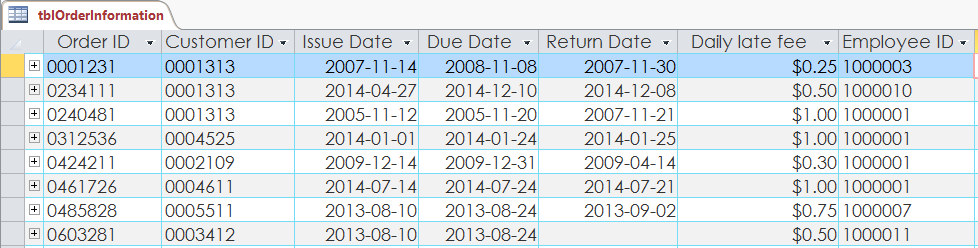 tblOrderInformation
Order ID Customer ID Issue Date Due Date Return Date Daily late fee Employee ID
0001231 0001313 2007-11-14 2008-11-08 2007-11-30 $0.25 1000003
0234111 0001313 2014-04-27 2014-12-10 2014-12-08 $0.50 1000010
0240481 0001313 2005-11-12 2005-11-20 2007-11-21 $1.00 1000001
0312536 0004525 2014-01-01 2014-01-24 2014-01-25 $1.00 1000001
0424211 0002109 2009-12-14 2009-12-31 2009-04-14 $0.30 1000001
0461726 0004611 2014-07-14 2014-07-24 2014-07-21 $1.00 1000001
0485828 0005511 2013-08-10 2013-08-24 2013-09-02 $0.75 1000007
0603281 0003412 2013-08-10 2013-08-24 $0.50 1000011